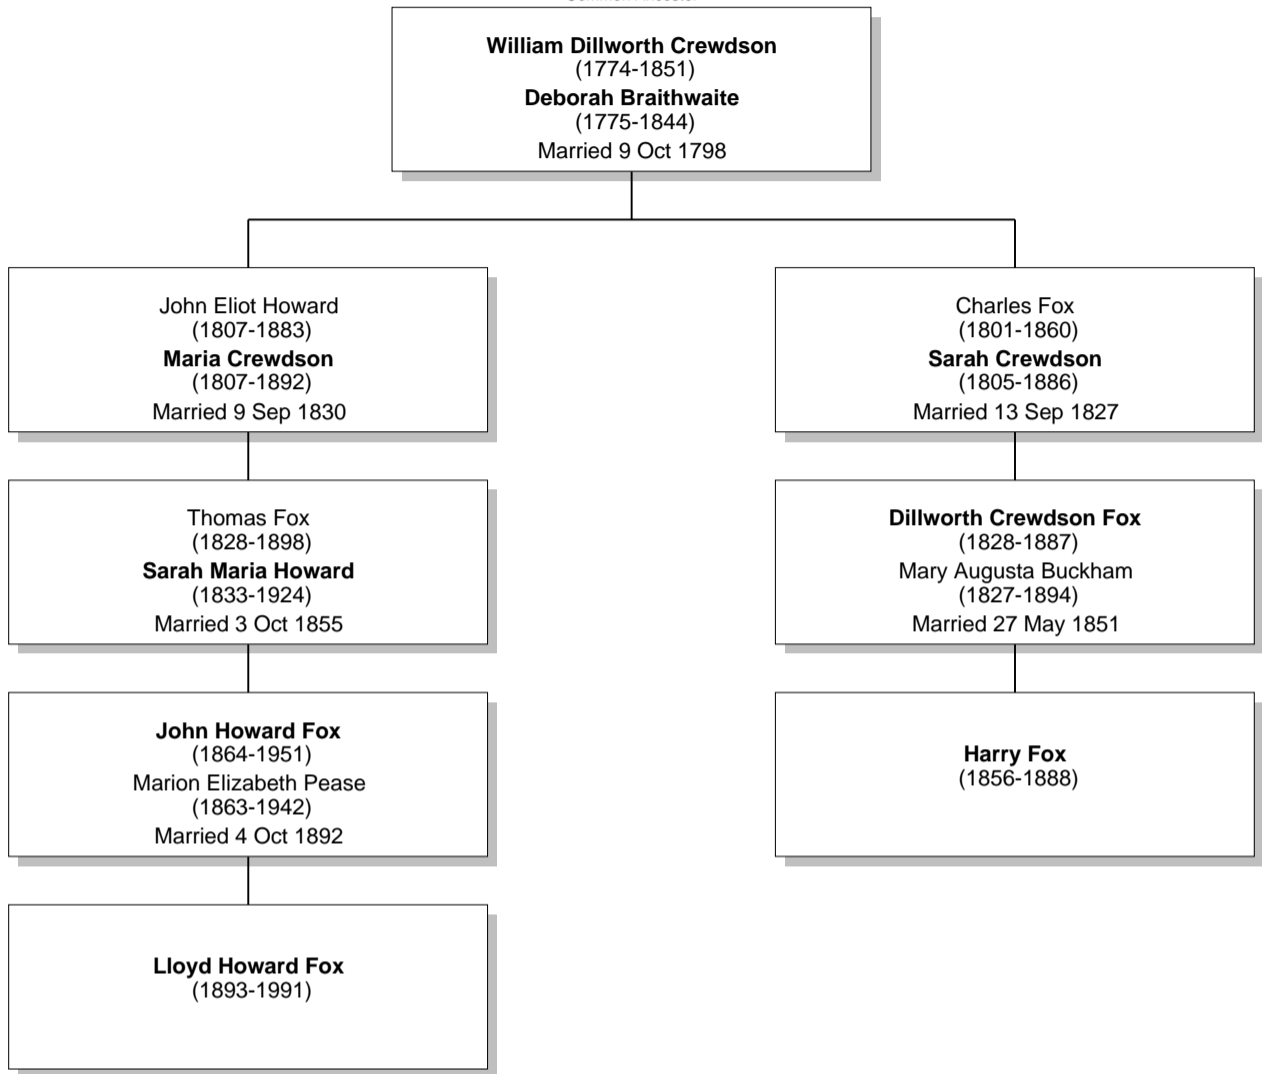 William Dillworth Crewdson
(1774-1851)
Deborah Braithwaite
(1775-1844)
Married 9 Oct 1798
John Eliot Howard
(1807-1883)
Maria Crewdson
(1807-1892)
Married 9 Sep 1830
Charles Fox
(1801-1860)
Sarah Crewdson
(1805-1886)
Married 13 Sep 1827
Thomas Fox
(1828-1898)
Sarah Maria Howard
(1833-1924)
Married 3 Oct 1855
Dillworth Crewdson Fox
(1828-1887)
Mary Augusta Buckham
(1827-1894)
Married 27 May 1851
John Howard Fox
(1864-1951)
Marion Elizabeth Pease
(1863-1942)
Married 4 Oct 1892
Harry Fox
(1856-1888)
Lloyd Howard Fox
(1893-1991)